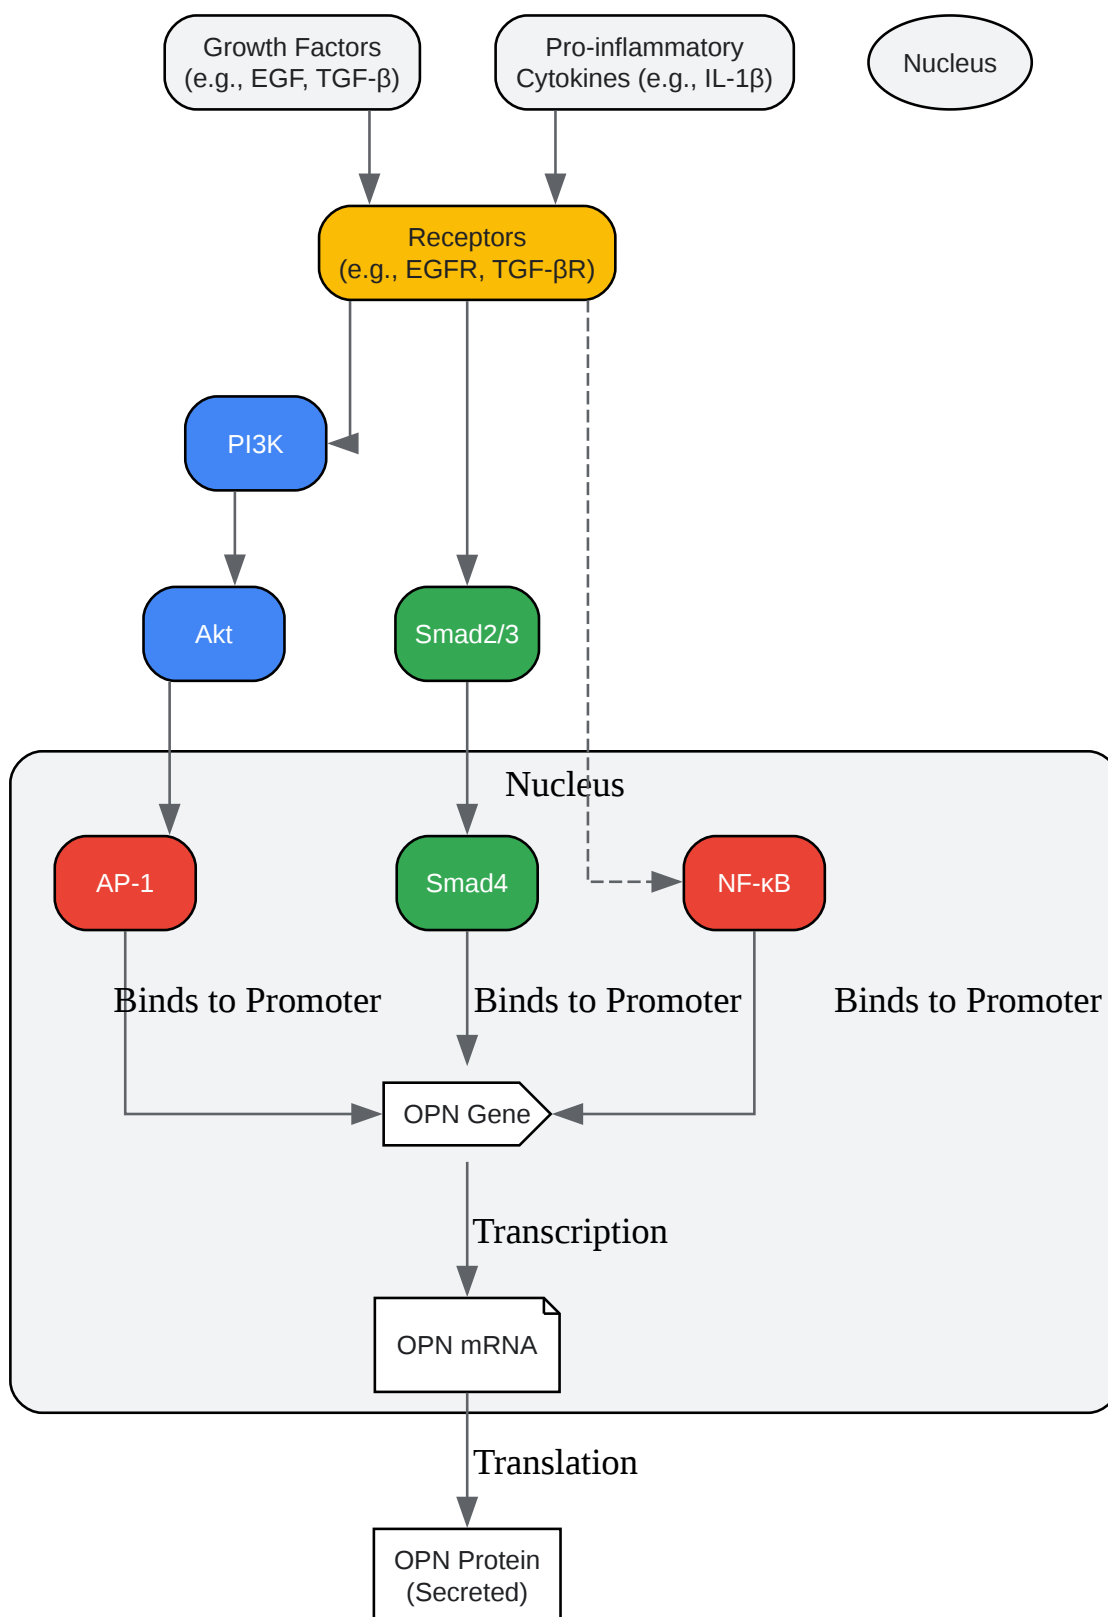 Growth Factors
(e.g., EGF, TGF-β)
Pro-inflammatory
Cytokines (e.g., IL-1β)
Nucleus
Receptors
(e.g., EGFR, TGF-βR)
PI3K
Akt
Smad2/3
Nucleus
AP-1
Smad4
NF-κB
Binds to Promoter
Binds to Promoter
Binds to Promoter
OPN Gene
Transcription
OPN mRNA
Translation
OPN Protein
(Secreted)